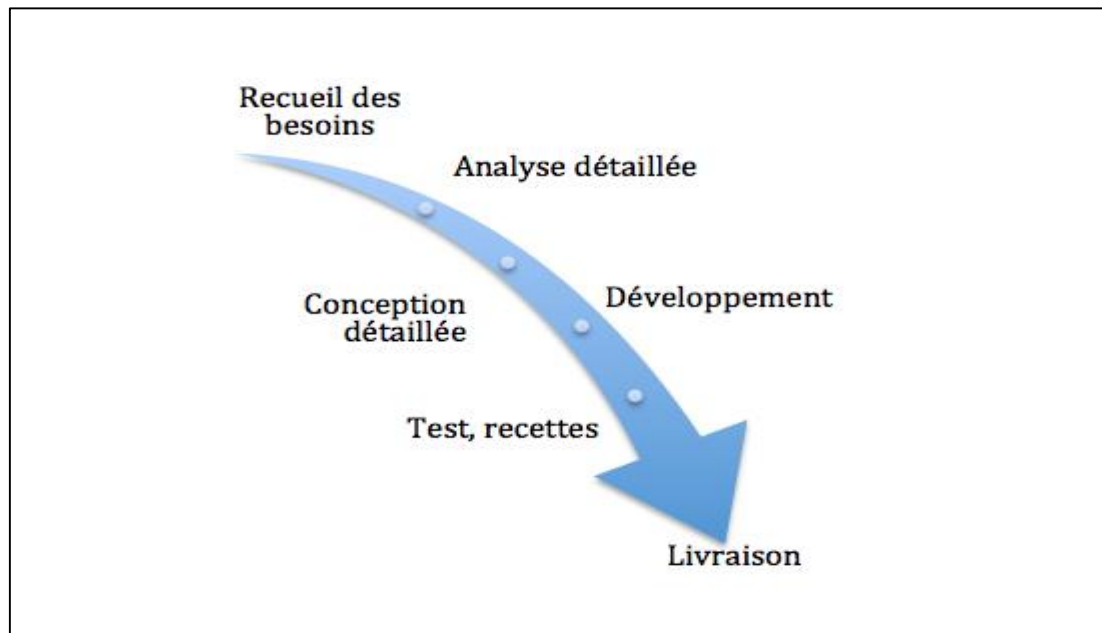 Recueil des
besoins
Analyse détaillée
Conception
détaillée
Développement
Test, recettes
Livraison